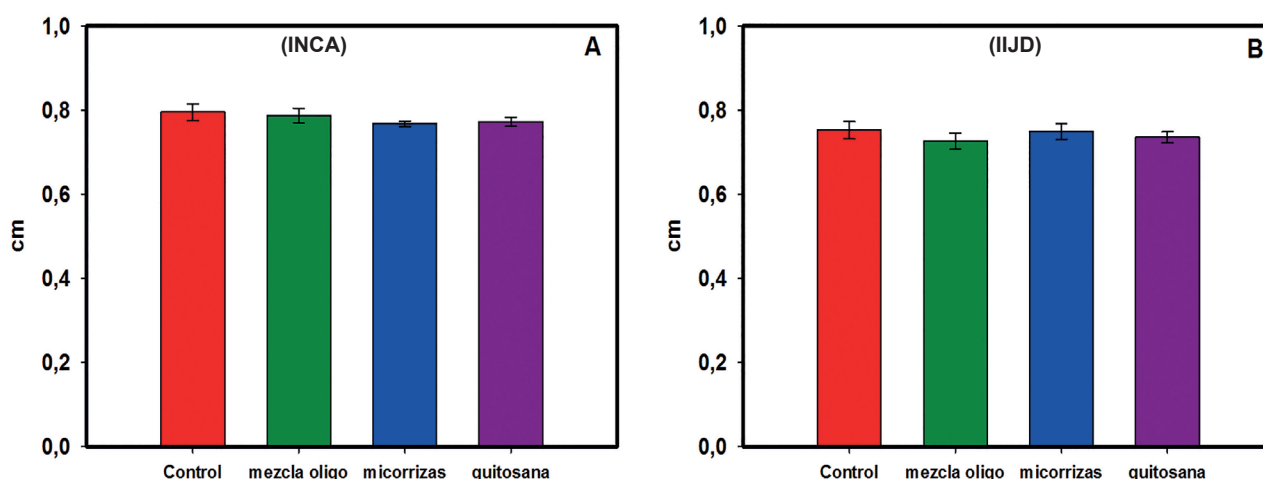 (INCA) A
1,0
0,8
0,6
0,4
0,2
0,0
cm
Control mezcla oligo micorrizas quitosana
(IIJD) B
1,0
0,8
0,6
0,4
0,2
0,0
cm
Control mezcla oligo micorrizas quitosana